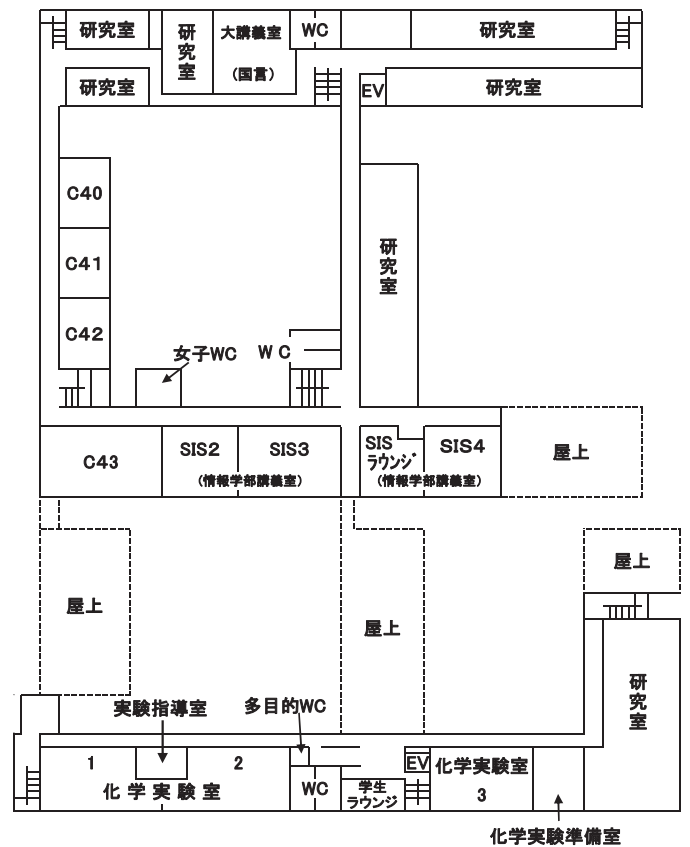 研究室
研究室
大講義室
(国言)
WC
研究室
研究室
EV
研究室
C40
C41
C42
研究室
女子WC
WC
C43
SIS2
SIS3
(情報学部講義室)
SIS
ラウンジ
SIS4
(情報学部講義室)
屋上
屋上
屋上
屋上
研究室
実験指導室
多目的WC
1
2
化学実験室
WC
学生
ラウンジ
EV
化学実験室
3
化学実験準備室